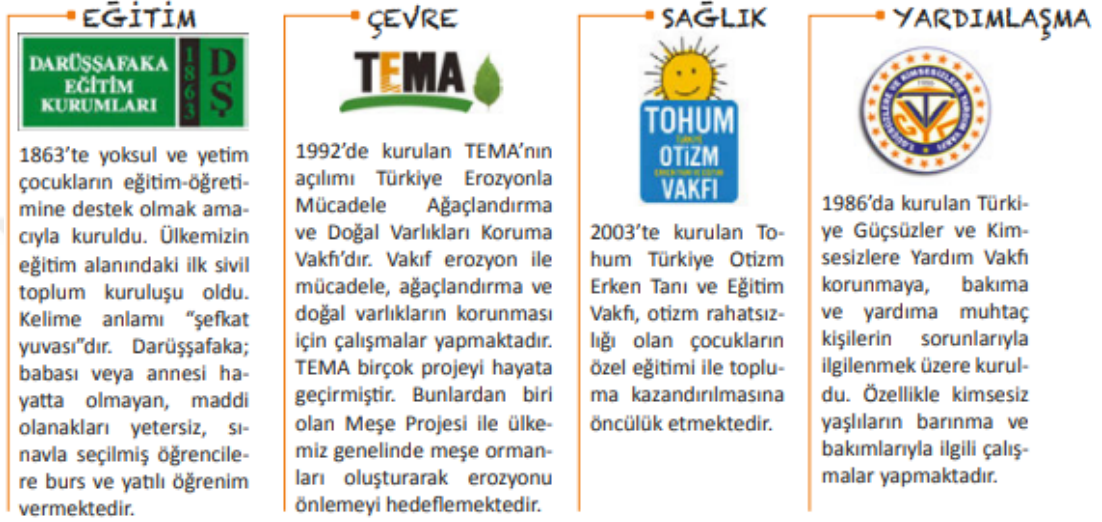 EĞİTİM
DARÜŞŞAFAKA
EĞİTİM
KURUMLARI
1863
DŞ
1863'te yoksul ve yetim
çocukların eğitim-öğreti-
mine destek olmak ama-
cıyla kuruldu. Ülkemizin
eğitim alanındaki ilk sivil
toplum kuruluşu oldu.
Kelime anlamı “şefkat
yuvası”dır. Darüşşafaka;
babası veya annesi ha-
yatta olmayan, maddi
olanakları yetersiz, sı-
navla seçilmiş öğrencile-
re burs ve yatılı öğrenim
vermektedir.
ÇEVRE
TEMA
1992'de kurulan TEMA'nın
açılımı Türkiye Erozyonla
Mücadele Ağaçlandırma
ve Doğal Varlıkları Koruma
Vakfı'dır. Vakıf erozyon ile
mücadele, ağaçlandırma ve
doğal varlıkların korunması
için çalışmalar yapmaktadır.
TEMA birçok projeyi hayata
geçirmiştir. Bunlardan biri
olan Meşe Projesi ile ülke-
miz genelinde meşe orman-
ları oluşturarak erozyonu
önlemeyi hedeflemektedir.
SAĞLIK
TOHUM
TÜRKİYE
OTİZM
ERKEN TANI VE EĞİTİM
VAKFI
2003'te kurulan To-
hum Türkiye Otizm
Erken Tanı ve Eğitim
Vakfı, otizm rahatsız-
lığı olan çocukların
özel eğitimi ile toplu-
ma kazandırılmasına
öncülük etmektedir.
YARDIMLAŞMA
1986'da kurulan Türki-
ye Güçsüzler ve Kim-
sesizlere Yardım Vakfı
korunmaya, bakıma
ve yardıma muhtaç
kişilerin sorunlarıyla
ilgilenmek üzere kurul-
du. Özellikle kimsesiz
yaşlıların barınma ve
bakımlarıyla ilgili çalış-
malar yapmaktadır.